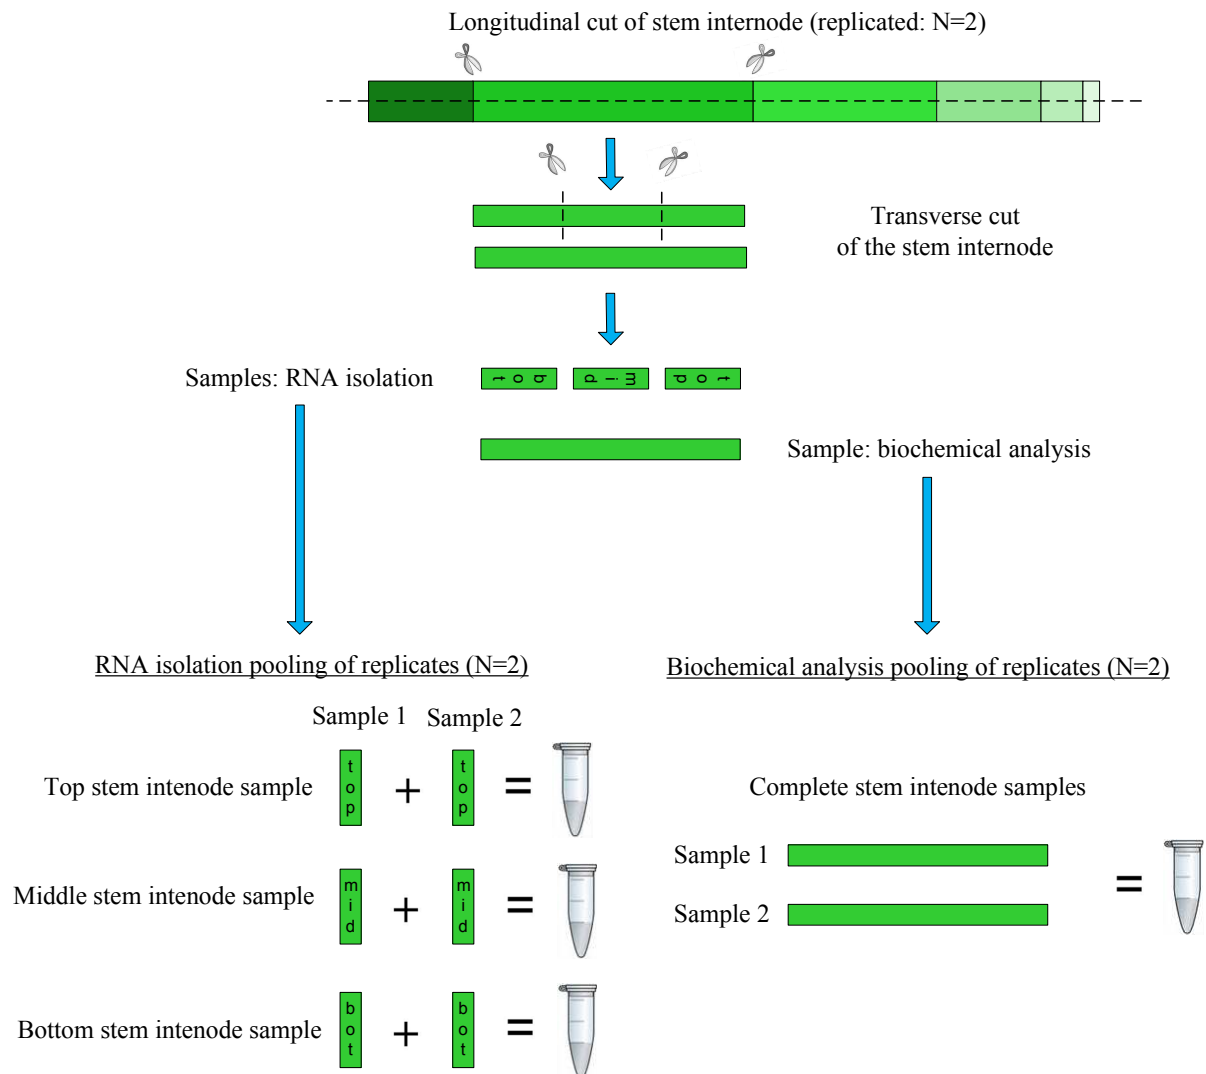 Longitudinal cut of stem internode (replicated: N=2)
Transverse cut
of the stem internode
Samples: RNA isolation
bot
mid
top
Sample: biochemical analysis
RNA isolation pooling of replicates (N=2)
Biochemical analysis pooling of replicates (N=2)
Sample 1
Sample 2
Top stem intenode sample
top
+
top
=
Middle stem intenode sample
mid
+
mid
=
Bottom stem intenode sample
bot
+
bot
=
Complete stem intenode samples
Sample 1
Sample 2
=